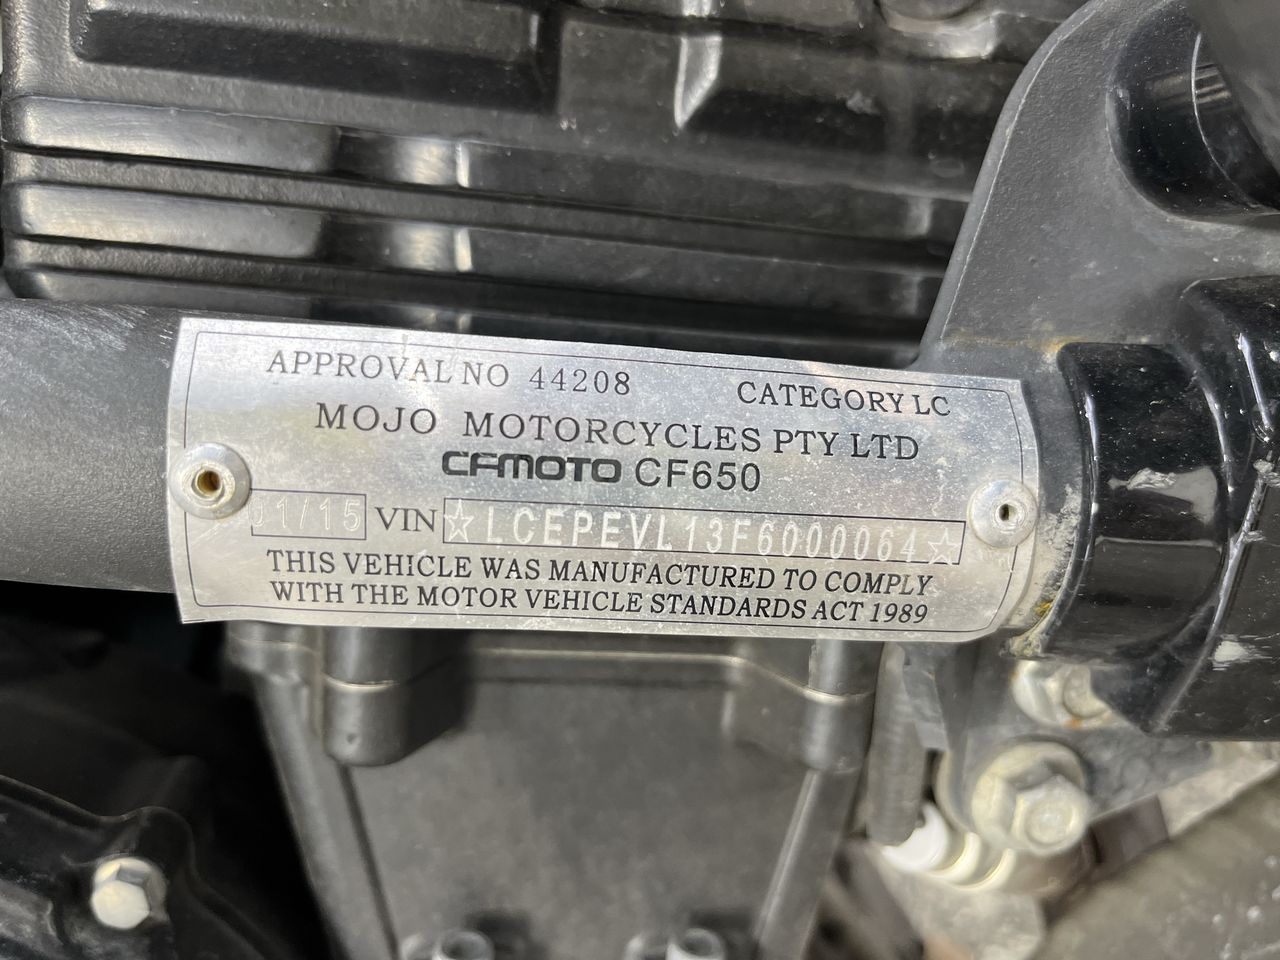 APPROVAL NO 44208 CATEGORY LC
MOJO MOTORCYCLES PTY LTD
CFMOTO CF650
01/15 VIN ☆LCEPEVL13F6000064☆
THIS VEHICLE WAS MANUFACTURED TO COMPLY
WITH THE MOTOR VEHICLE STANDARDS ACT 1989